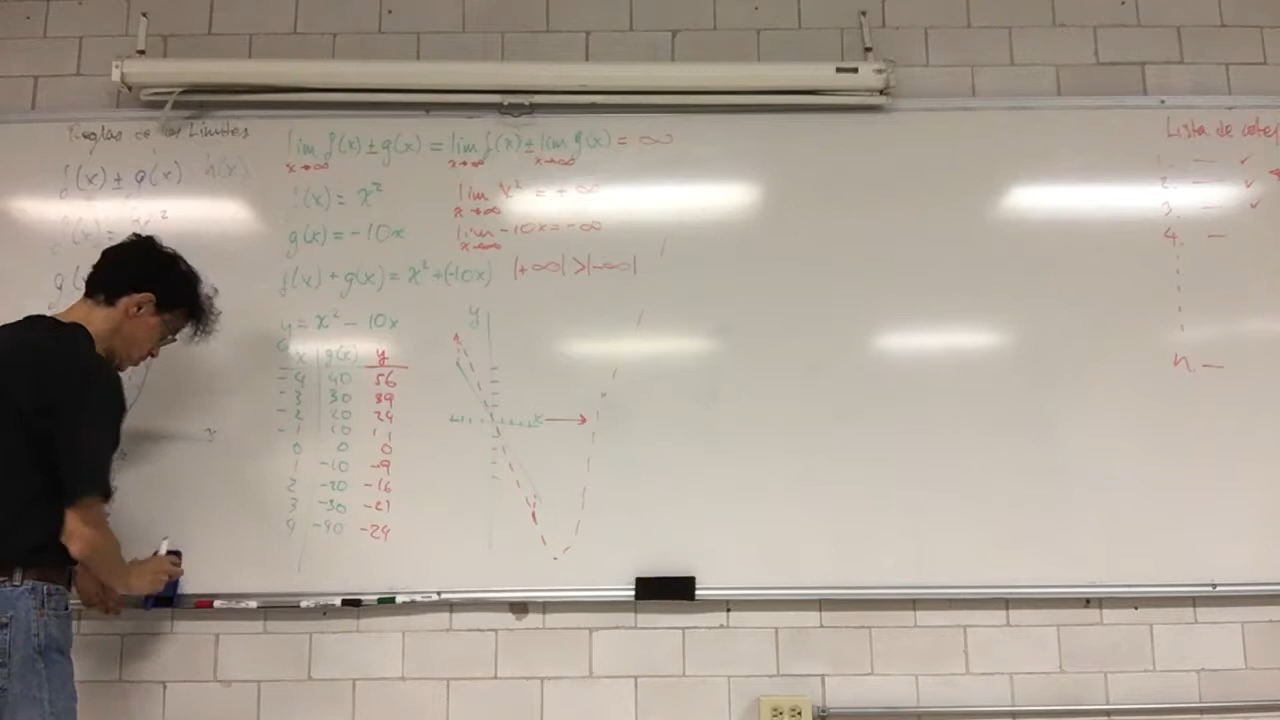 Reglas de los Límites
f(x) ± g(x) h(x)
g(x)
lim f(x) ± g(x) = lim f(x) ± lim g(x) = ∞
x→∞ x→∞ x→∞
f(x) = x² lim x² = +∞
x→∞
g(x) = -10x lim -10x = -∞
x→∞
f(x) + g(x) = x² + (-10x) |+∞| > |-∞|
y = x² - 10x
x g(x) y
-4 40 56
-3 30 39
-2 20 24
-1 10 11
0 0 0
1 -10 -9
2 -20 -16
3 -30 -21
4 -40 -24
y
x
Lista de
1. — ✓
2. — ✓
3. — ✓
4. —
n. —